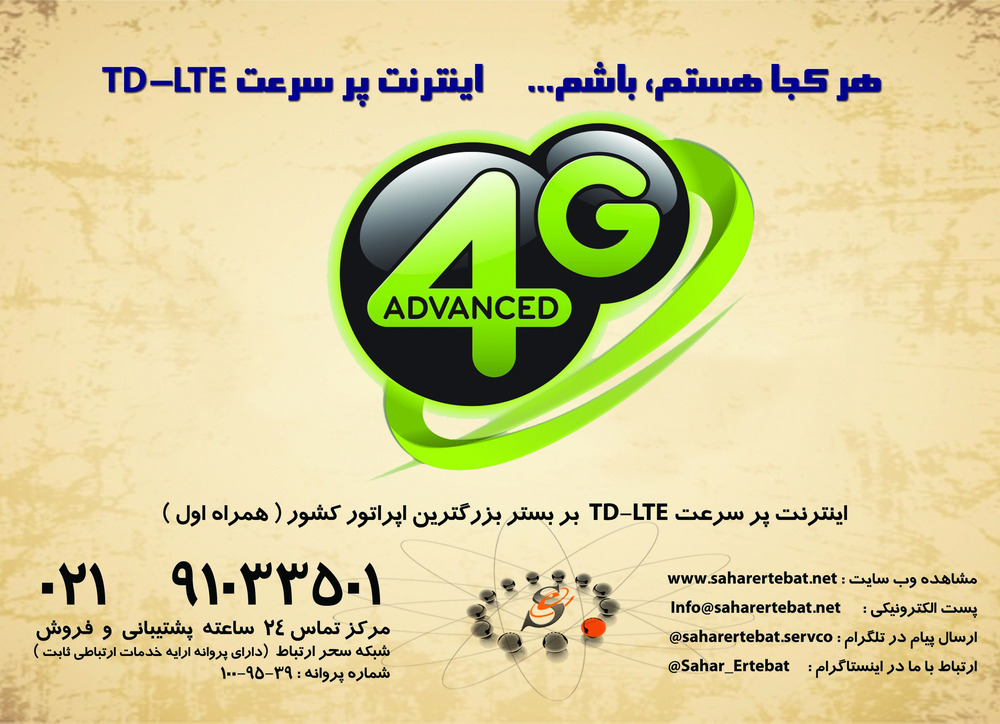 هر کجا هستم، باشم... اینترنت پر سرعت TD-LTE
4G
ADVANCED
اینترنت پر سرعت TD-LTE بر بستر بزرگترین اپراتور کشور ( همراه اول )
مشاهده وب سایت : www.saharertebat.net
پست الکترونیکی : Info@saharertebat.net
ارسال پیام در تلگرام : saharertebat.servco@
ارتباط با ما در اینستاگرام : @Sahar_Ertebat
۰۲۱ ۹۱۰۳۳۵۰۱
مرکز تماس ۲۴ ساعته پشتیبانی و فروش
شبکه سحر ارتباط (دارای پروانه ارایه خدمات ارتباطی ثابت )
شماره پروانه : ۳۹-۹۵-۱۰۰